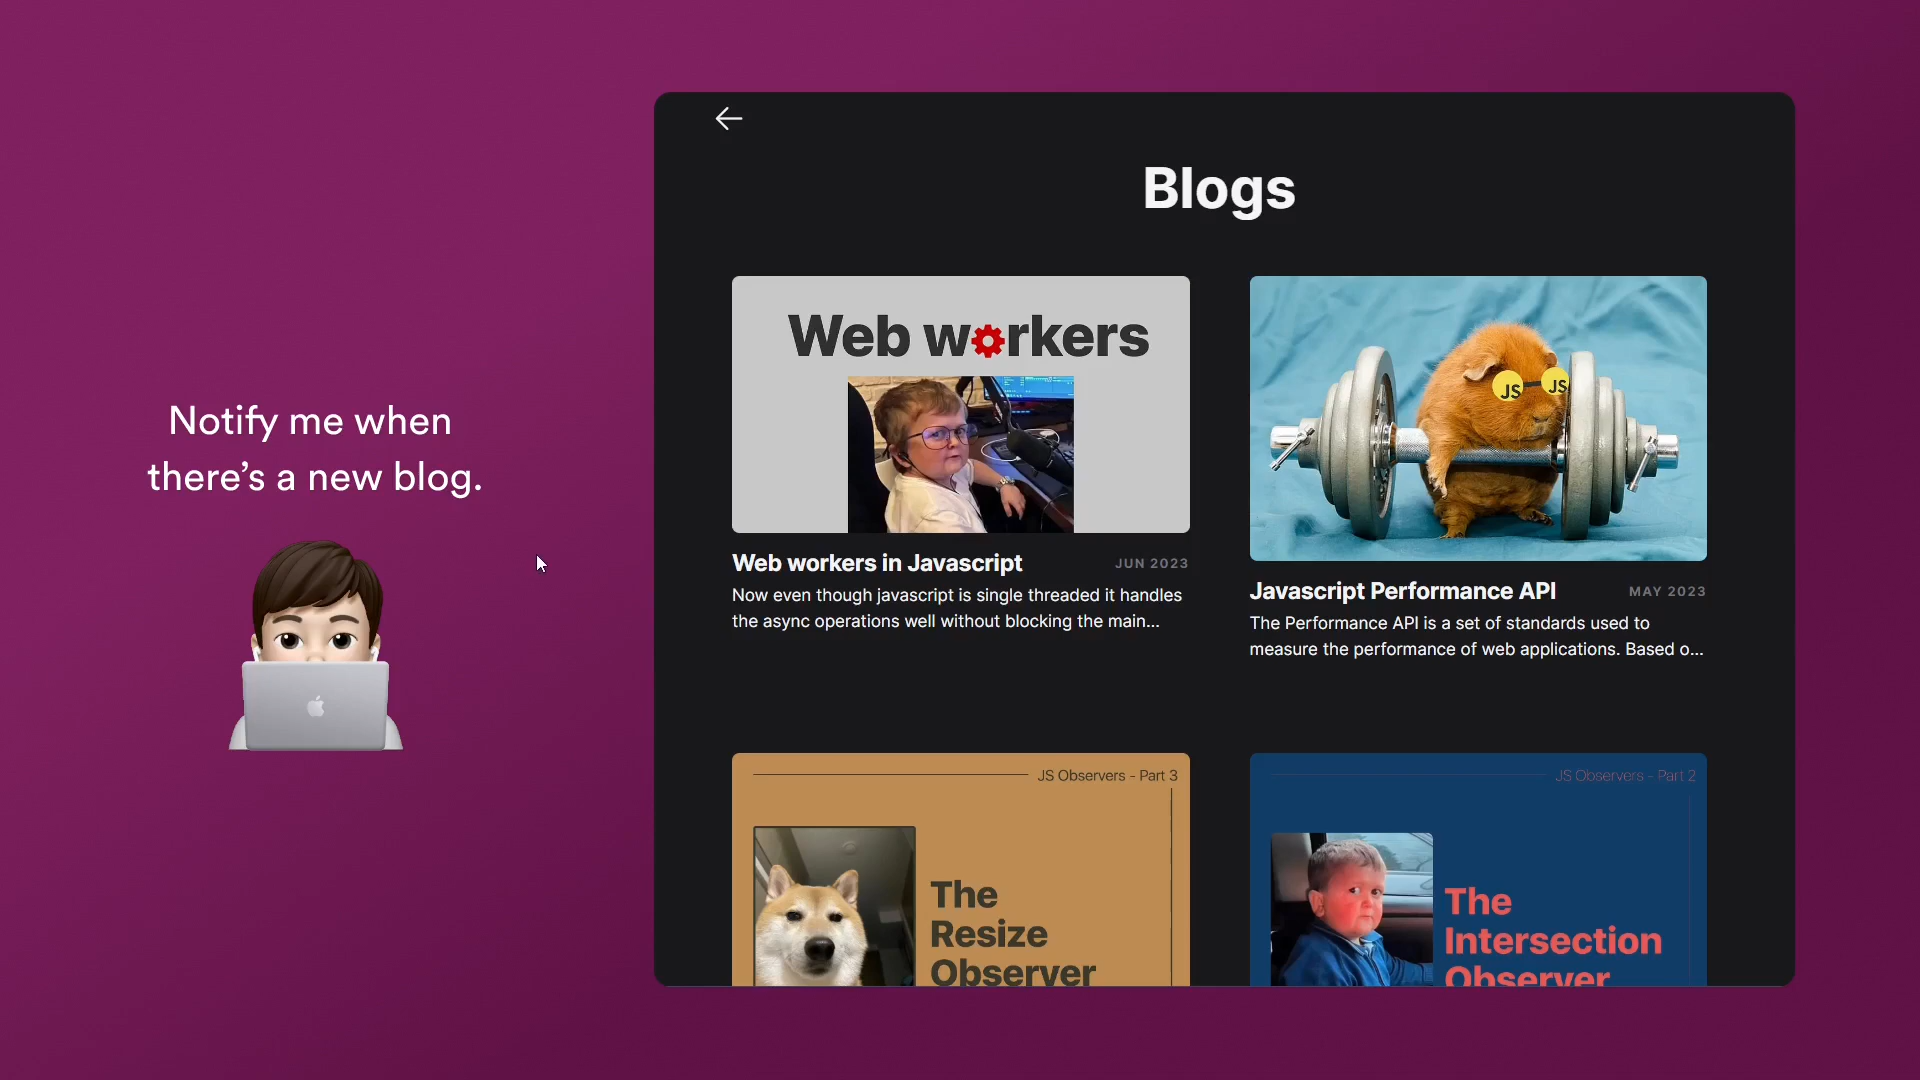 Notify me when
there’s a new blog.
Blogs
Web workers
Web workers in Javascript
JUN 2023
Now even though javascript is single threaded it handles
the async operations well without blocking the main...
JS JS
Javascript Performance API
MAY 2023
The Performance API is a set of standards used to
measure the performance of web applications. Based o...
JS Observers - Part 3
The
Resize
Observer
JS Observers - Part 2
The
Intersection
Observer